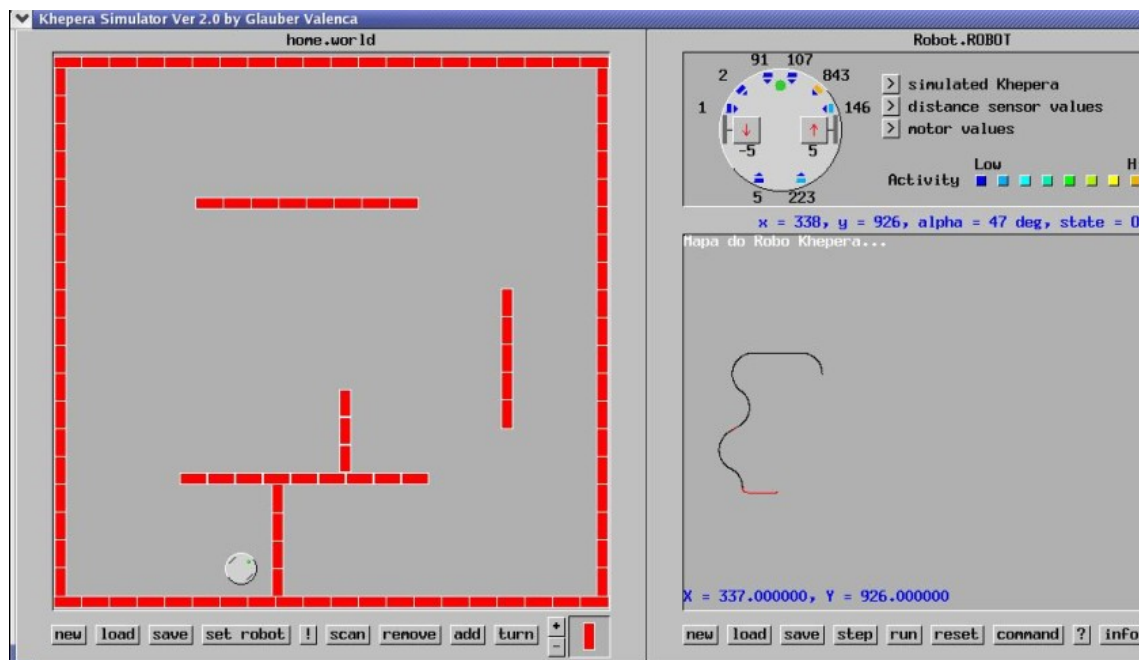 Khepera Simulator Ver 2.0 by Glauber Valenca
home.world
new load save set robot ! scan remove add turn + -
Robot.ROBOT
91 107
2 843
1 146
-5 5
5 223
> simulated Khepera
> distance sensor values
> motor values
Low H
Activity
x = 338, y = 926, alpha = 47 deg, state = 0
Mapa do Robo Khepera...
X = 337.000000, Y = 926.000000
new load save step run reset command ? info